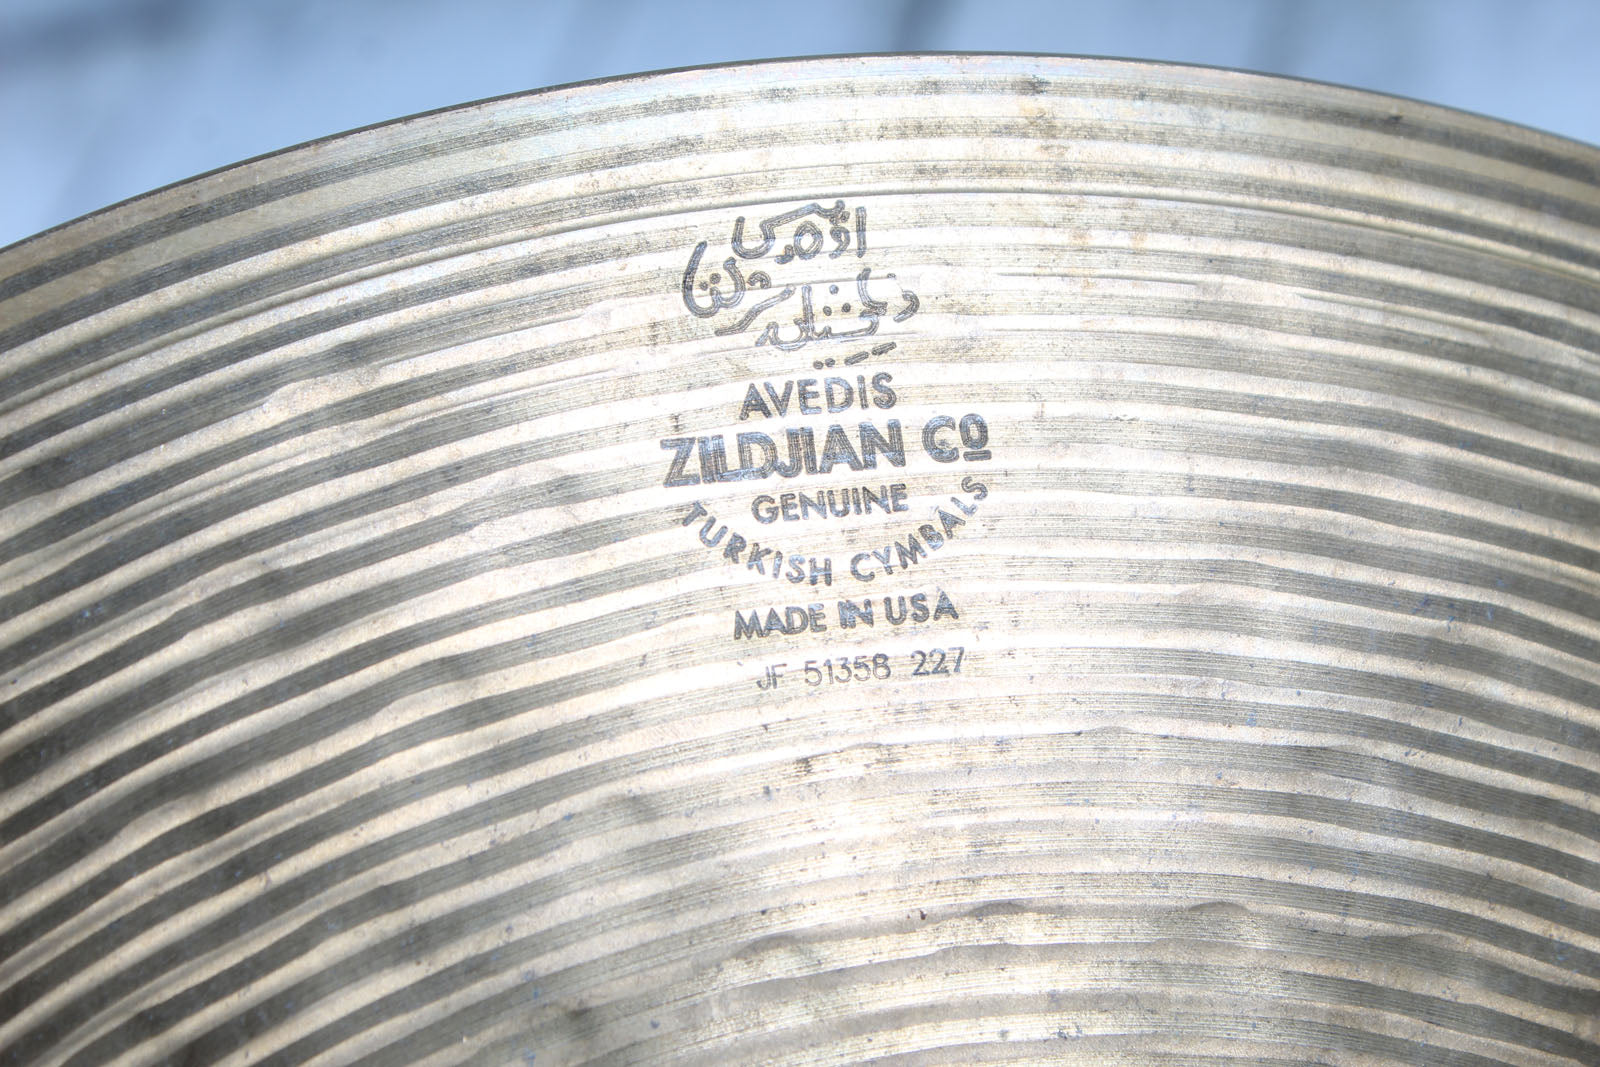 AVEDIS
ZILDJIAN Co
GENUINE
TURKISH CYMBALS
MADE IN USA
JF 51358 227